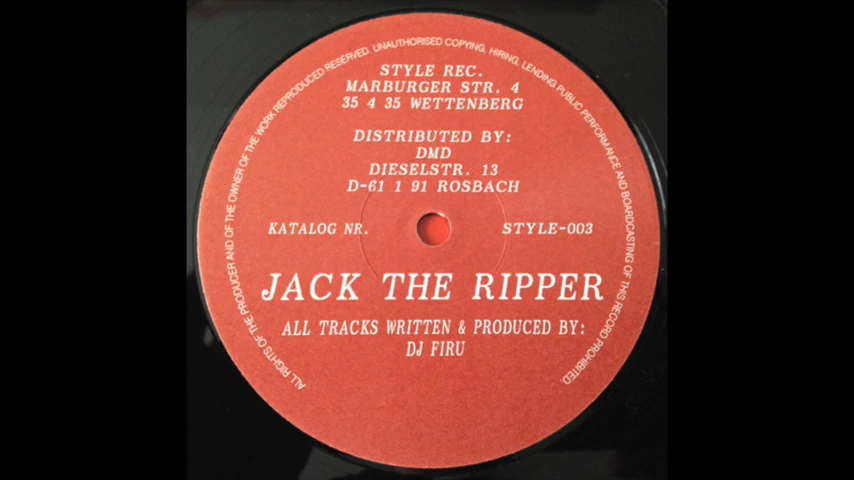 ALL RIGHTS OF THE PRODUCER AND OF THE OWNER OF THE WORK REPRODUCED RESERVED. UNAUTHORISED COPYING, HIRING, LENDING PUBLIC PERFORMANCE AND BOARDCASTING OF THIS RECORD PROHIBITED.
STYLE REC.
MARBURGER STR. 4
35 4 35 WETTENBERG
DISTRIBUTED BY:
DMD
DIESELSTR. 13
D-61 1 91 ROSBACH
KATALOG NR. STYLE-003
JACK THE RIPPER
ALL TRACKS WRITTEN & PRODUCED BY:
DJ FIRU